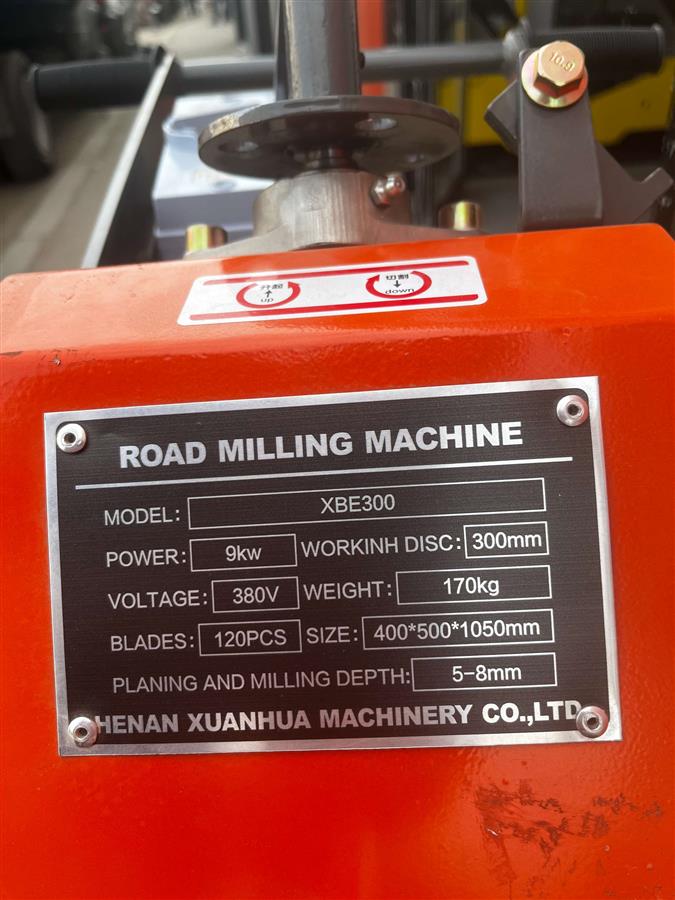 10.9
升起
up
切割
down
ROAD MILLING MACHINE
MODEL: XBE300
POWER: 9kw WORKINH DISC: 300mm
VOLTAGE: 380V WEIGHT: 170kg
BLADES: 120PCS SIZE: 400*500*1050mm
PLANING AND MILLING DEPTH: 5-8mm
HENAN XUANHUA MACHINERY CO.,LTD